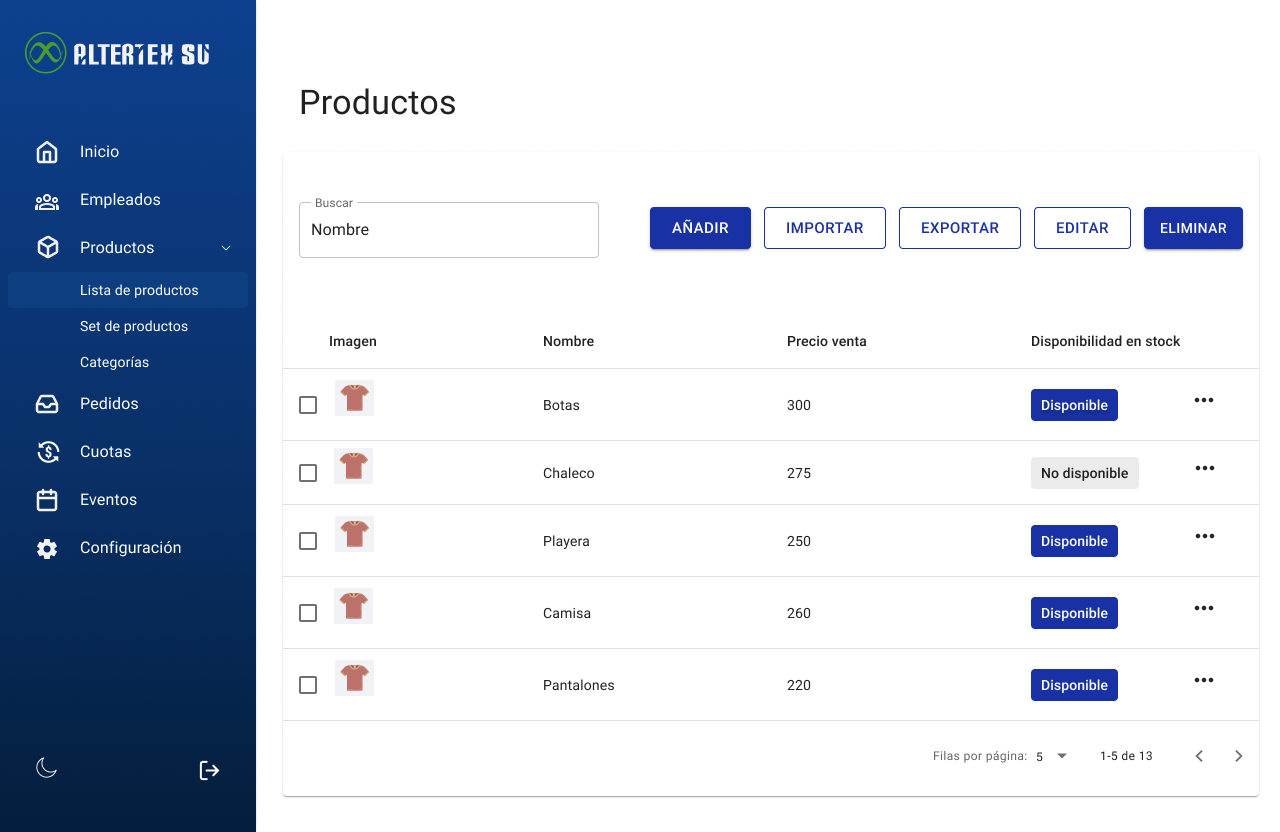 ALTERTEX SU
Inicio
Empleados
Productos
Lista de productos
Set de productos
Categorías
Pedidos
Cuotas
Eventos
Configuración
Productos
Buscar
Nombre
AÑADIR IMPORTAR EXPORTAR EDITAR ELIMINAR
Imagen Nombre Precio venta Disponibilidad en stock
Botas 300 Disponible
Chaleco 275 No disponible
Playera 250 Disponible
Camisa 260 Disponible
Pantalones 220 Disponible
Filas por página: 5 1-5 de 13